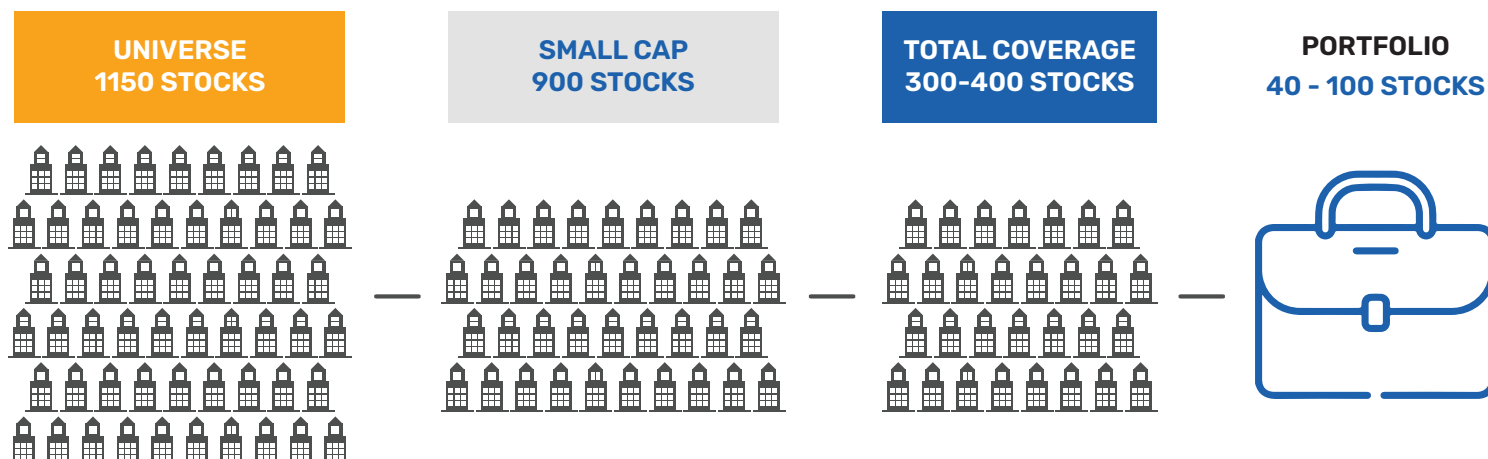 UNIVERSE
1150 STOCKS
SMALL CAP
900 STOCKS
TOTAL COVERAGE
300-400 STOCKS
PORTFOLIO
40 - 100 STOCKS